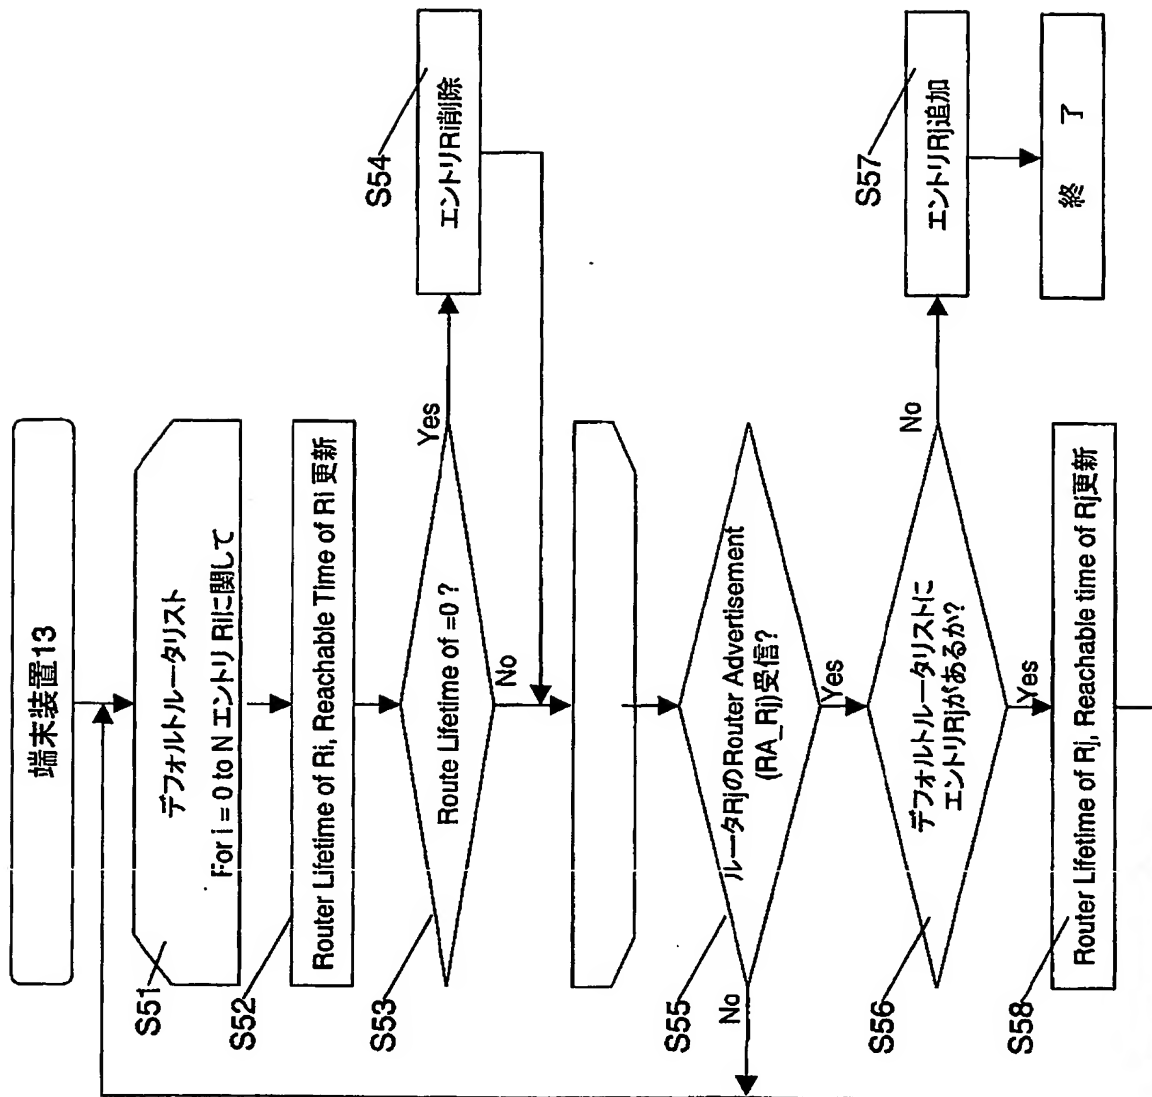 端末装置13
S51
デフォルトルータリスト
For i = 0 to N エントリ Riに関して
S52
Router Lifetime of Ri, Reachable Time of Ri 更新
S53
Route Lifetime of =0 ?
Yes
No
S54
エントリRi削除
S55
ルータRjのRouter Advertisement
(RA_Rj)受信?
No
Yes
S56
デフォルトルータリストに
エントリRjがあるか?
No
Yes
S57
エントリRj追加
終 了
S58
Router Lifetime of Rj, Reachable time of Rj更新